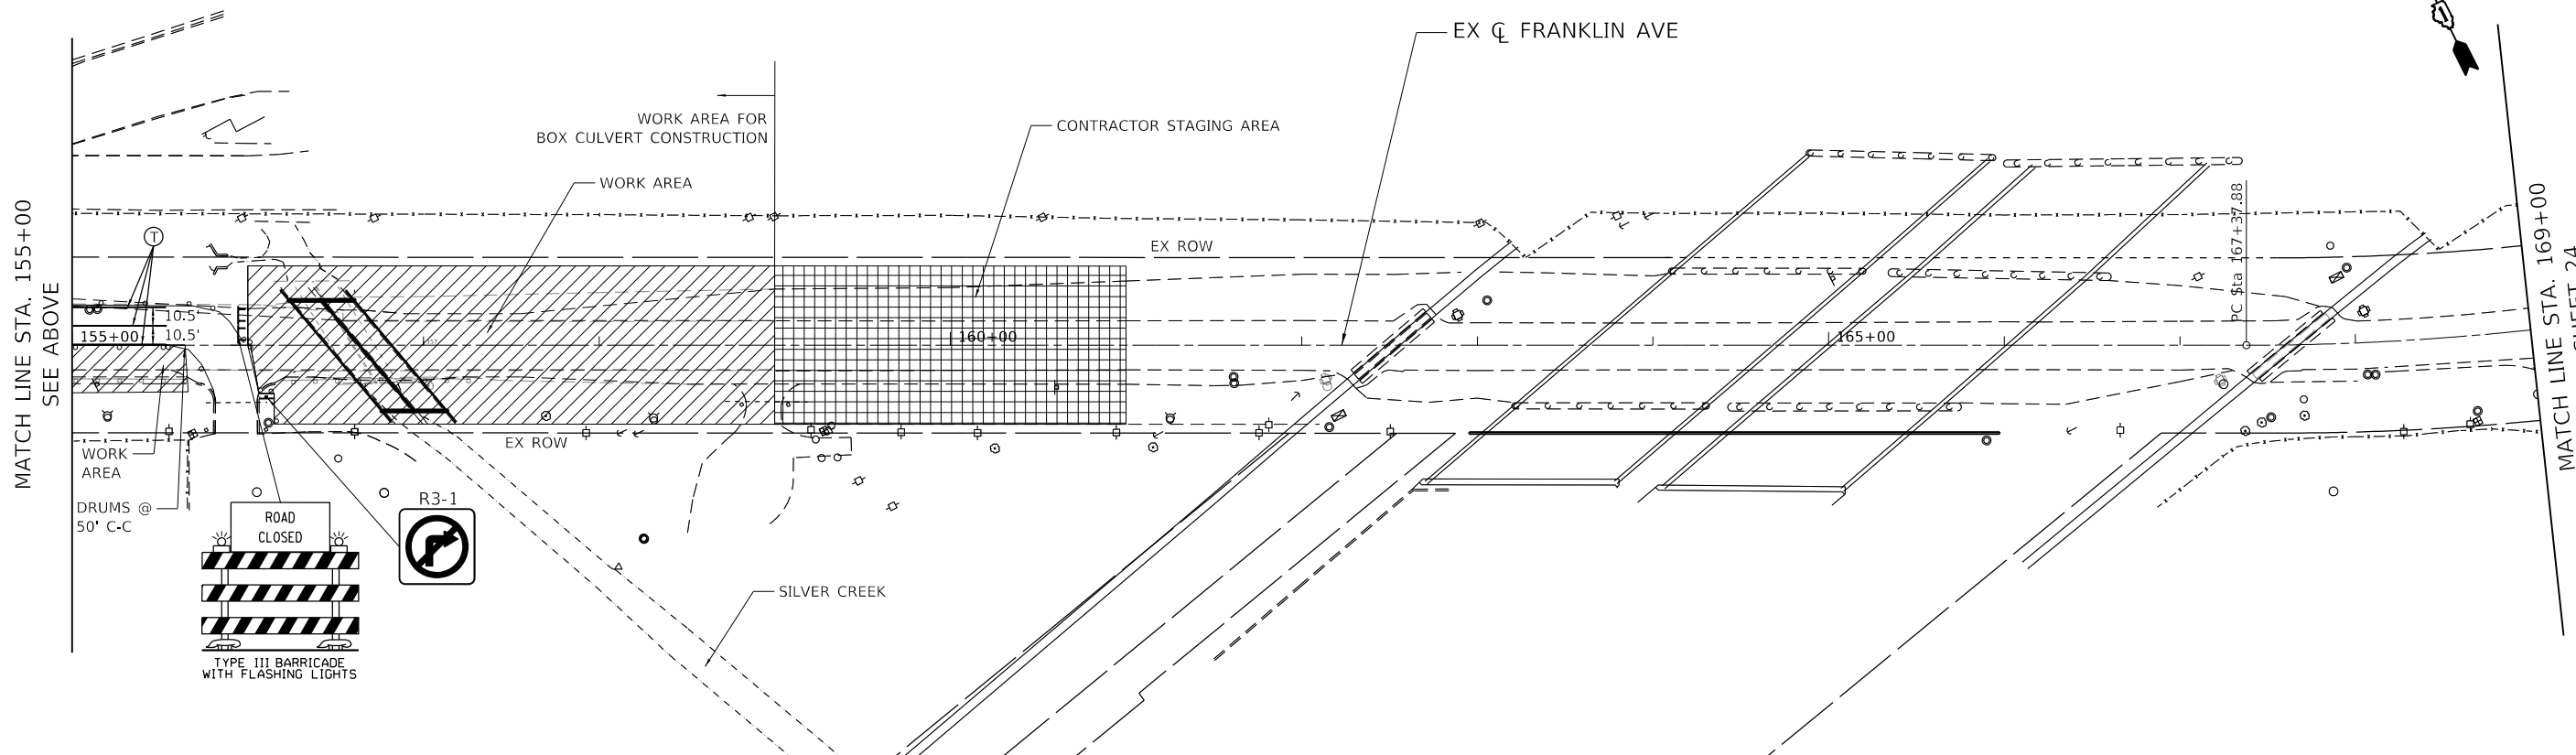 EX ℄ FRANKLIN AVE
WORK AREA FOR
BOX CULVERT CONSTRUCTION
CONTRACTOR STAGING AREA
WORK AREA
MATCH LINE STA. 155+00
SEE ABOVE
T
EX ROW
PC Sta 167+37.88
MATCH LINE STA. 169+00
10.5'
10.5'
155+00
160+00
165+00
EX ROW
WORK
AREA
DRUMS @
50' C-C
R3-1
ROAD
CLOSED
SILVER CREEK
TYPE III BARRICADE
WITH FLASHING LIGHTS